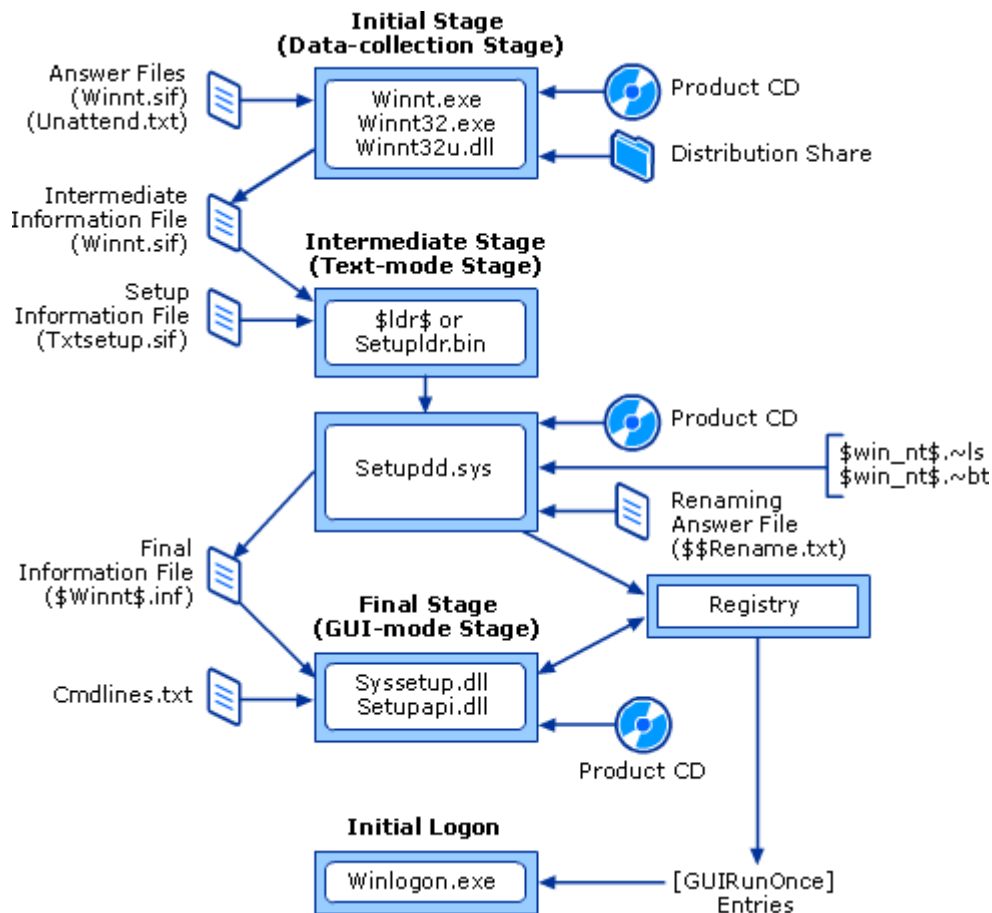 Initial Stage
(Data-collection Stage)
Answer Files
(Winnt.sif)
(Unattend.txt)
Winnt.exe
Winnt32.exe
Winnt32u.dll
Product CD
Distribution Share
Intermediate
Information File
(Winnt.sif)
Intermediate Stage
(Text-mode Stage)
Setup
Information File
(Txtsetup.sif)
$ldr$ or
Setupldr.bin
Product CD
Setupdd.sys
$win_nt$.~ls
$win_nt$.~bt
Renaming
Answer File
($$Rename.txt)
Final
Information File
($Winnt$.inf)
Registry
Final Stage
(GUI-mode Stage)
Cmdlines.txt
Syssetup.dll
Setupapi.dll
Product CD
Initial Logon
Winlogon.exe
[GUIRunOnce]
Entries